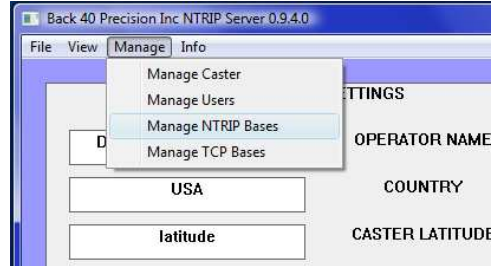 Back 40 Precision Inc NTRIP Server 0.9.4.0
File View Manage Info
Manage Caster
Manage Users
Manage NTRIP Bases
Manage TCP Bases
OPERATOR NAME
USA COUNTRY
latitude CASTER LATITUDE